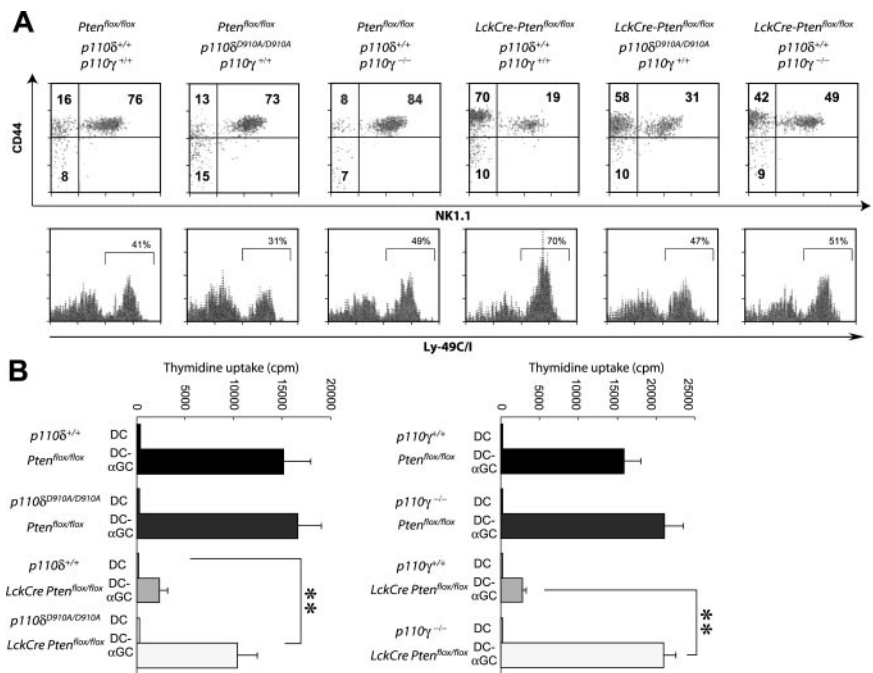 A
Pten^flox/flox Pten^flox/flox Pten^flox/flox LckCre-Pten^flox/flox LckCre-Pten^flox/flox LckCre-Pten^flox/flox
p110δ^+/+ p110δ^D910A/D910A p110δ^+/+ p110δ^+/+ p110δ^D910A/D910A p110δ^+/+
p110γ^+/+ p110γ^+/+ p110γ^−/− p110γ^+/+ p110γ^+/+ p110γ^−/−
16 76 13 73 8 84 70 19 58 31 42 49
CD44
8 15 7 10 10 9
NK1.1
41% 31% 49% 70% 47% 51%
Ly-49C/I
B
Thymidine uptake (cpm)
0 5000 10000 15000 20000
p110δ^+/+ DC
Pten^flox/flox DC-αGC
p110δ^D910A/D910A DC
Pten^flox/flox DC-αGC
p110δ^+/+ DC
LckCre Pten^flox/flox DC-αGC
p110δ^D910A/D910A DC
LckCre Pten^flox/flox DC-αGC
**
Thymidine uptake (cpm)
0 5000 10000 15000 20000 25000
p110γ^+/+ DC
Pten^flox/flox DC-αGC
p110γ^−/− DC
Pten^flox/flox DC-αGC
p110γ^+/+ DC
LckCre Pten^flox/flox DC-αGC
p110γ^−/− DC
LckCre Pten^flox/flox DC-αGC
**